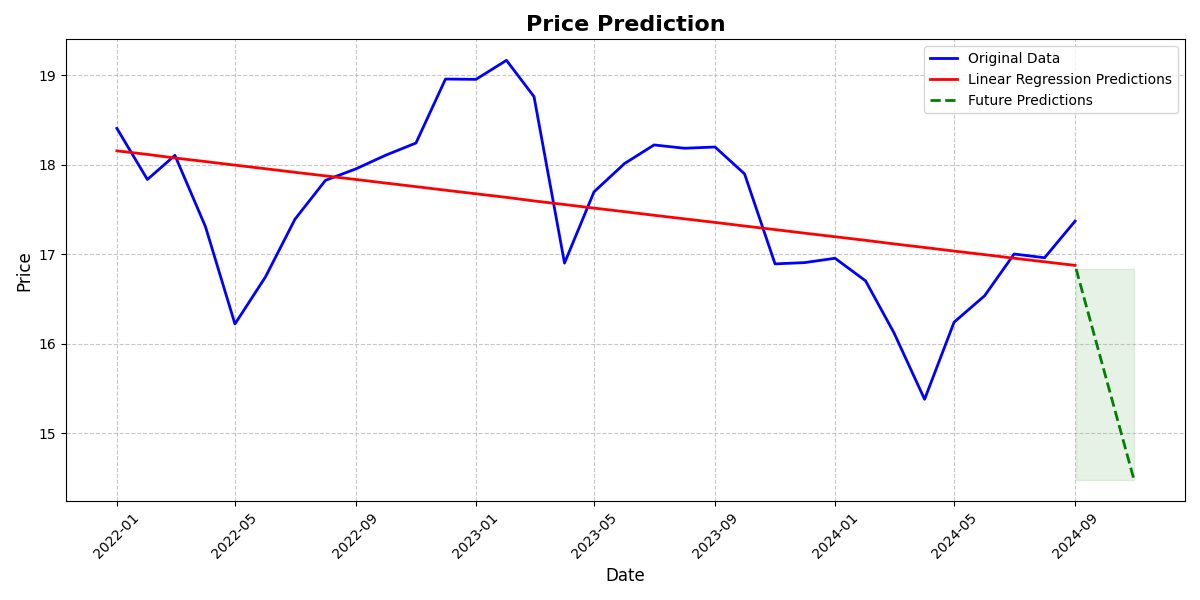 Price Prediction
Original Data
Linear Regression Predictions
Future Predictions
Price
19
18
17
16
15
2022-01
2022-05
2022-09
2023-01
2023-05
2023-09
2024-01
2024-05
2024-09
Date